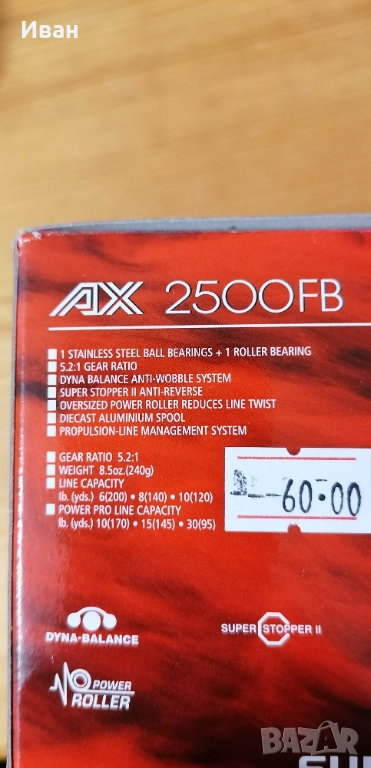 Иван
AX 2500FB
1 STAINLESS STEEL BALL BEARINGS + 1 ROLLER BEARING
5.2:1 GEAR RATIO
DYNA BALANCE ANTI-WOBBLE SYSTEM
SUPER STOPPER II ANTI-REVERSE
OVERSIZED POWER ROLLER REDUCES LINE TWIST
DIECAST ALUMINIUM SPOOL
PROPULSION-LINE MANAGEMENT SYSTEM
GEAR RATIO 5.2:1
WEIGHT 8.5oz.(240g)
LINE CAPACITY
lb. (yds.) 6(200) • 8(140) • 10(120)
POWER PRO LINE CAPACITY
lb. (yds.) 10(170) • 15(145) • 30(95)
60.00
DYNA-BALANCE
SUPER STOPPER II
POWER
ROLLER
BAZAR